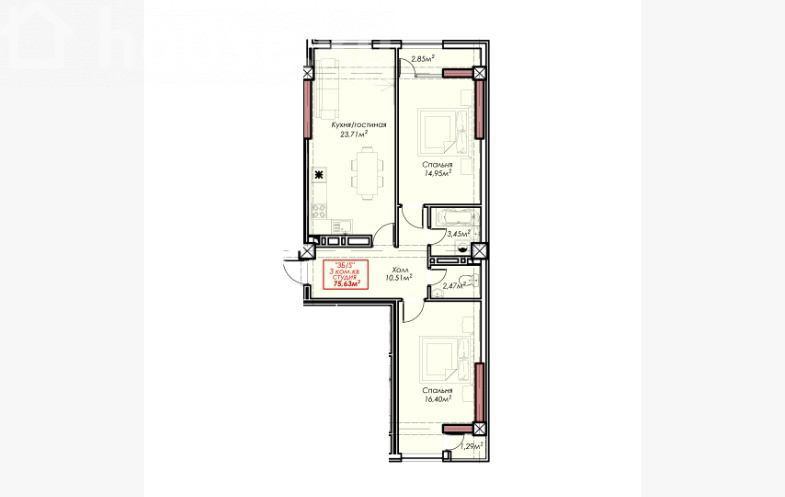 house
2.85м²
Кухня/гостиная
23.71м²
Спальня
14.95м²
3.45м²
"3Б/5"
3 ком.кв
СТУДИЯ
75.63м²
Холл
10.51м²
2.47м²
Спальня
16.40м²
1.29м²